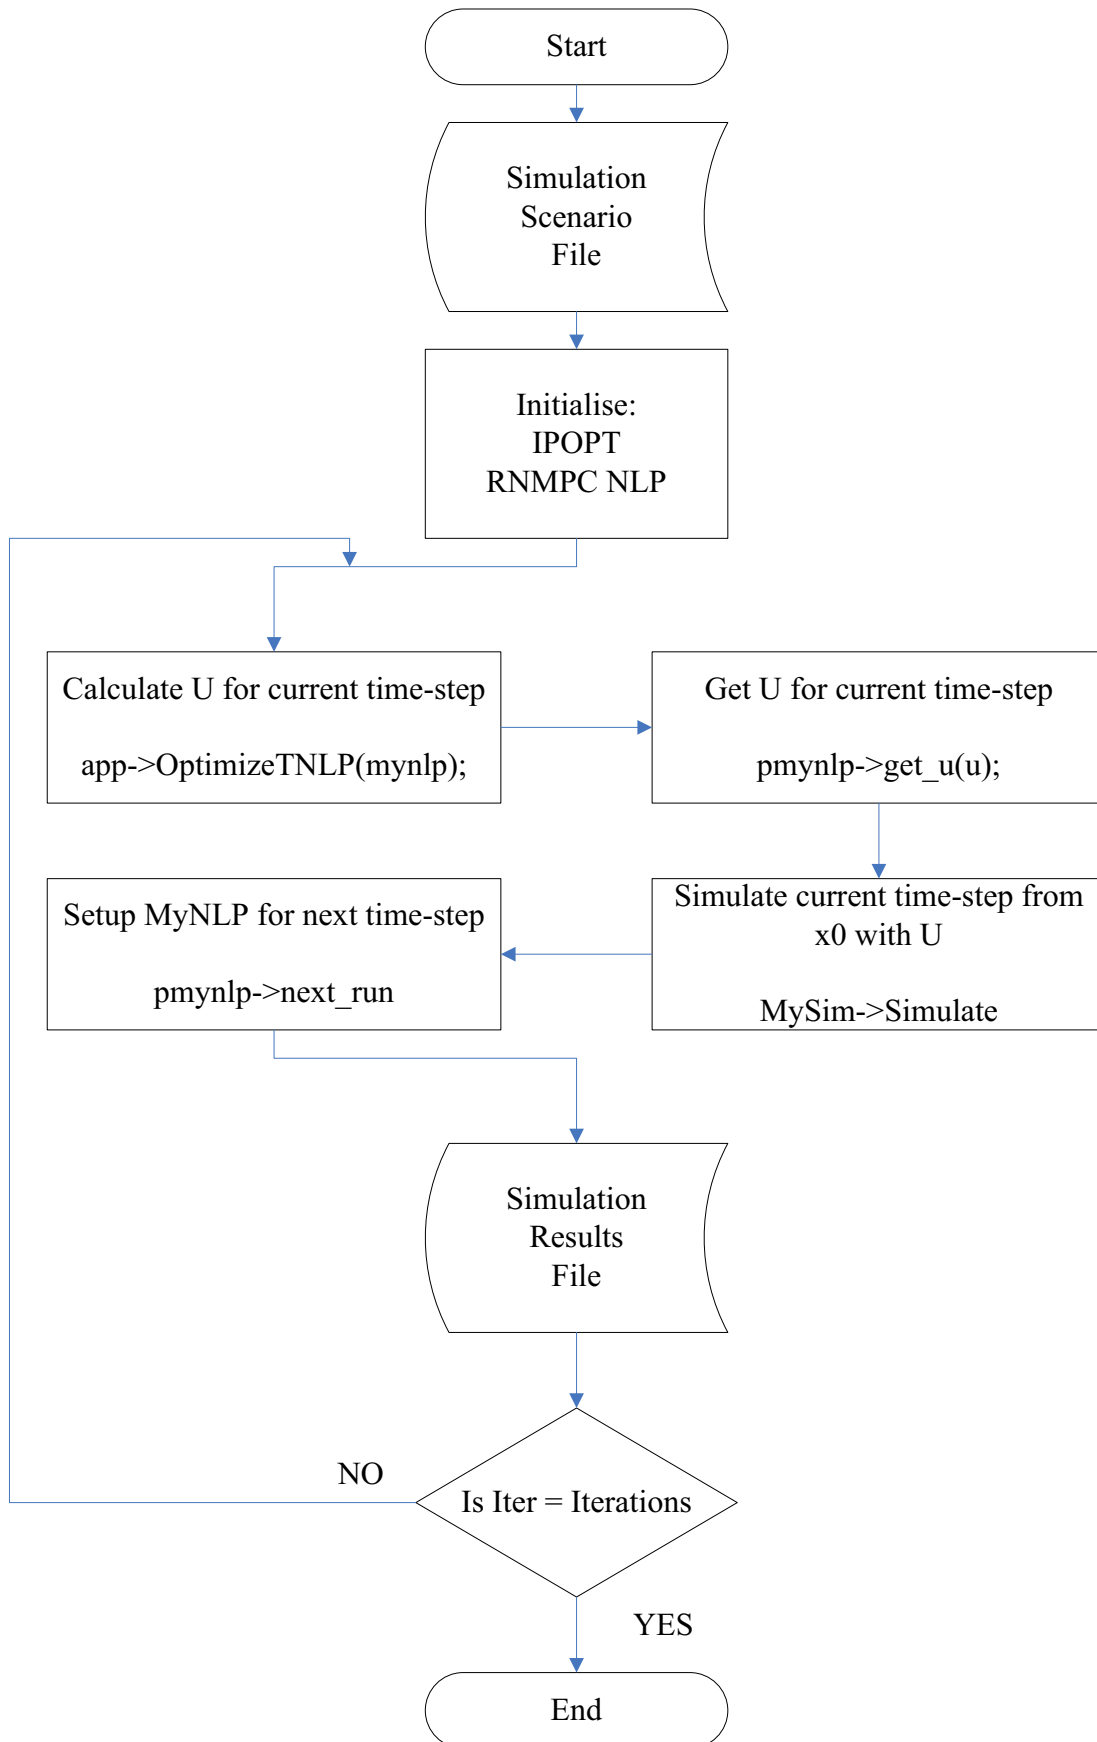 Start
Simulation
Scenario
File
Initialise:
IPOPT
RNMPC NLP
Calculate U for current time-step
app->OptimizeTNLP(mynlp);
Get U for current time-step
pmynlp->get_u(u);
Simulate current time-step from
x0 with U
MySim->Simulate
Setup MyNLP for next time-step
pmynlp->next_run
Simulation
Results
File
Is Iter = Iterations
NO
YES
End